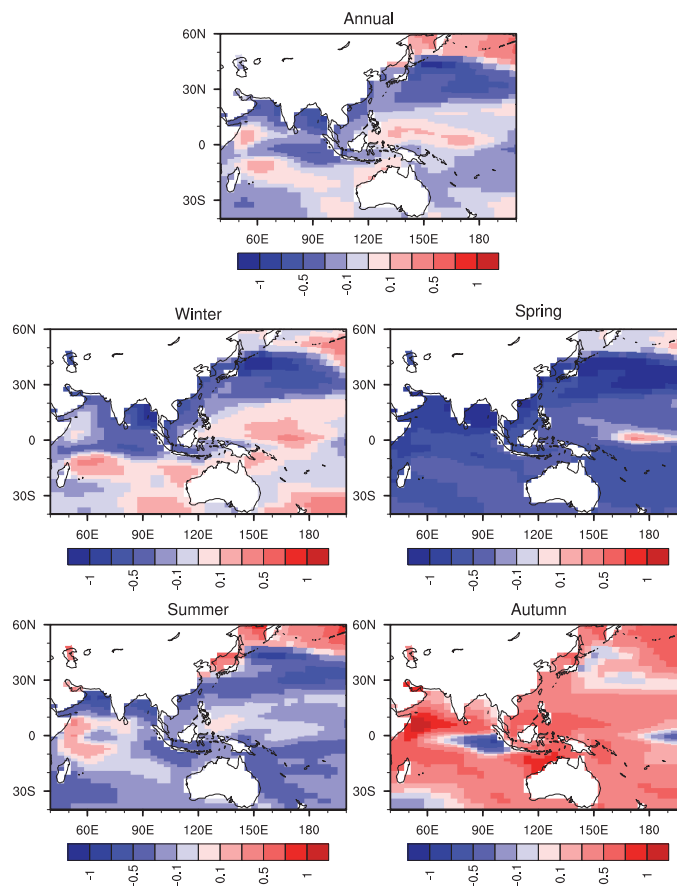 Annual
60N
30N
0
30S
60E 90E 120E 150E 180
-1 -0.5 -0.1 0.1 0.5 1
Winter Spring
60N 60N
30N 30N
0 0
30S 30S
60E 90E 120E 150E 180 60E 90E 120E 150E 180
-1 -0.5 -0.1 0.1 0.5 1 -1 -0.5 -0.1 0.1 0.5 1
Summer Autumn
60N 60N
30N 30N
0 0
30S 30S
60E 90E 120E 150E 180 60E 90E 120E 150E 180
-1 -0.5 -0.1 0.1 0.5 1 -1 -0.5 -0.1 0.1 0.5 1